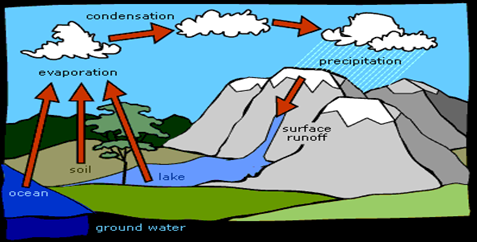 condensation
evaporation
precipitation
surface
runoff
soil
lake
ocean
ground water